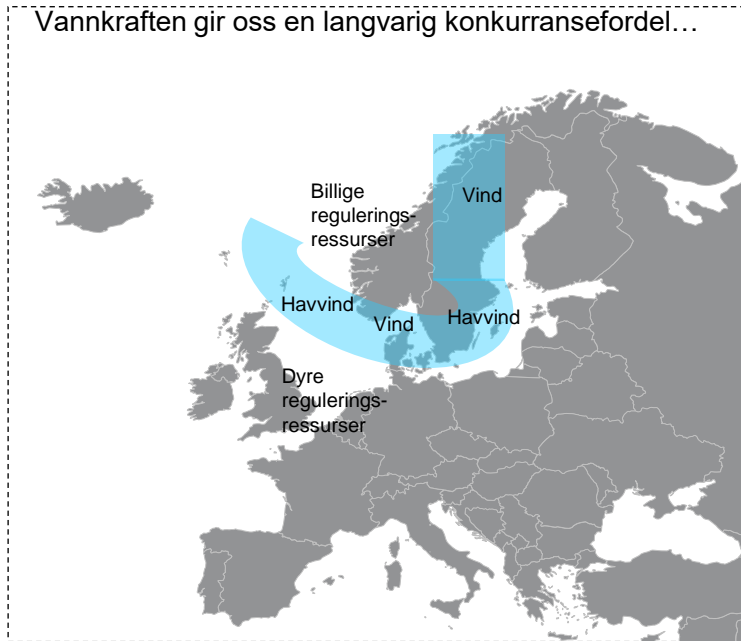 Vannkraften gir oss en langvarig konkurransefordel…
Billige
regulerings-
ressurser
Vind
Havvind
Vind
Havvind
Dyre
regulerings-
ressurser